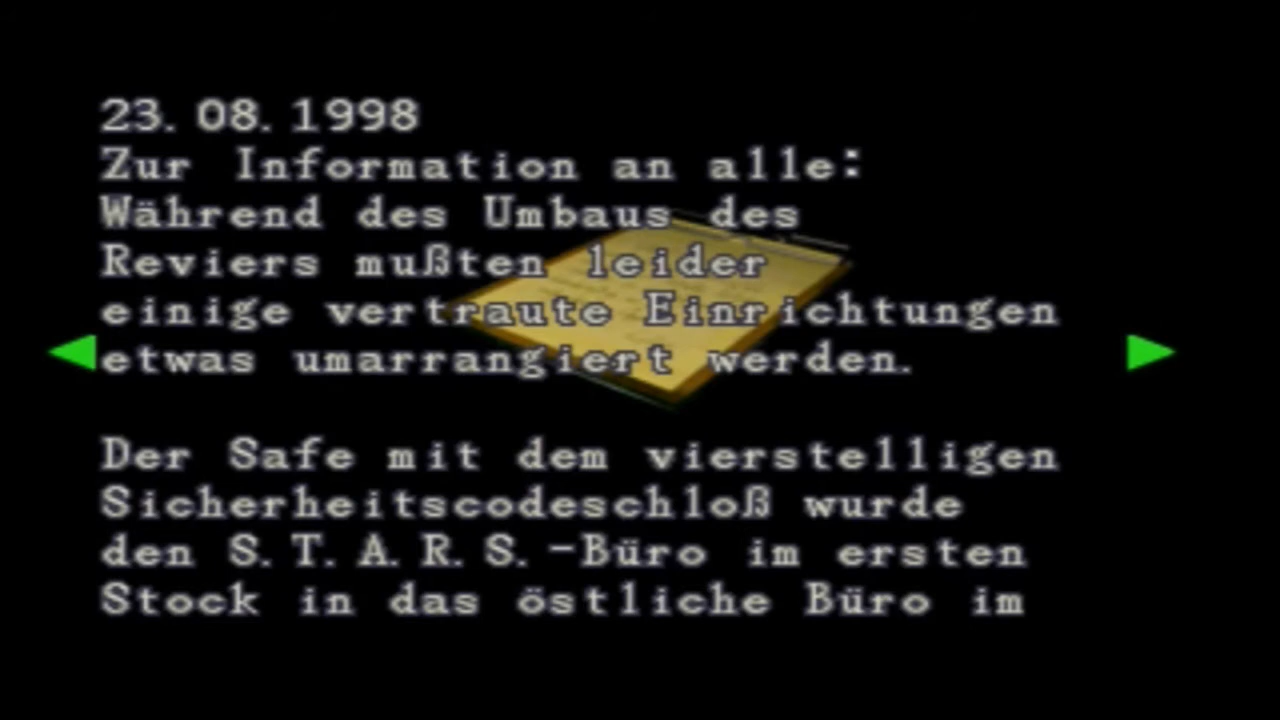 23.08.1998
Zur Information an alle:
Während des Umbaus des
Reviers mußten leider
einige vertraute Einrichtungen
etwas umarrangiert werden.
Der Safe mit dem vierstelligen
Sicherheitscodeschloß wurde
den S.T.A.R.S.-Büro im ersten
Stock in das östliche Büro im